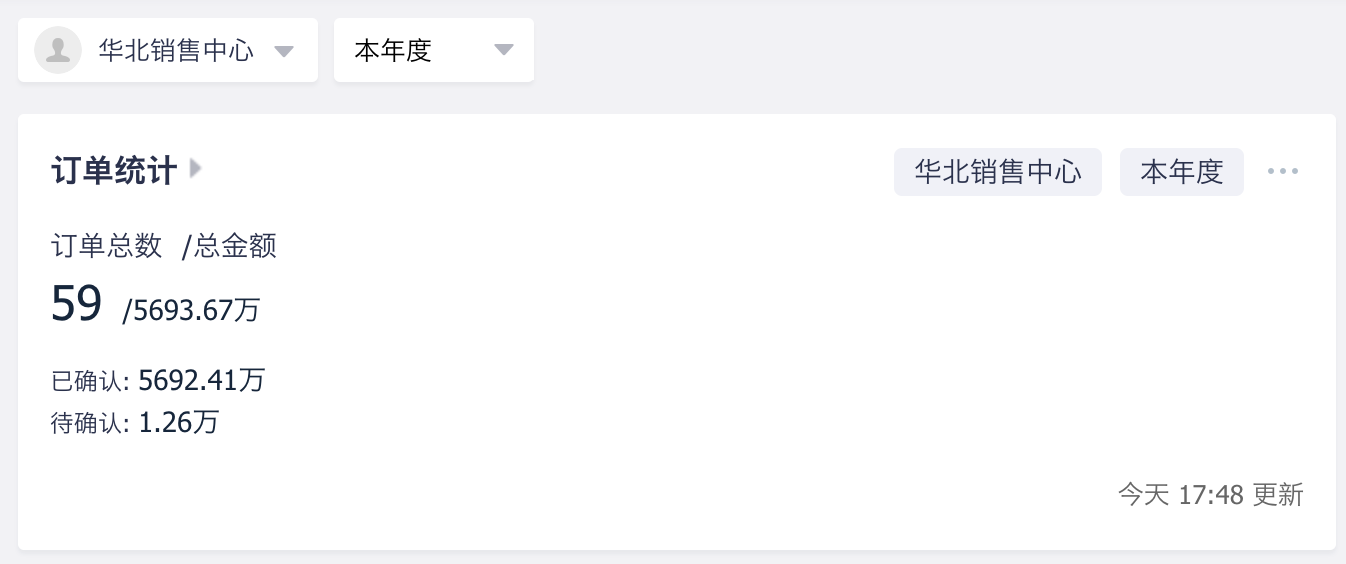 华北销售中心 本年度
订单统计 华北销售中心 本年度 ...
订单总数 /总金额
59 /5693.67万
已确认: 5692.41万
待确认: 1.26万
今天 17:48 更新